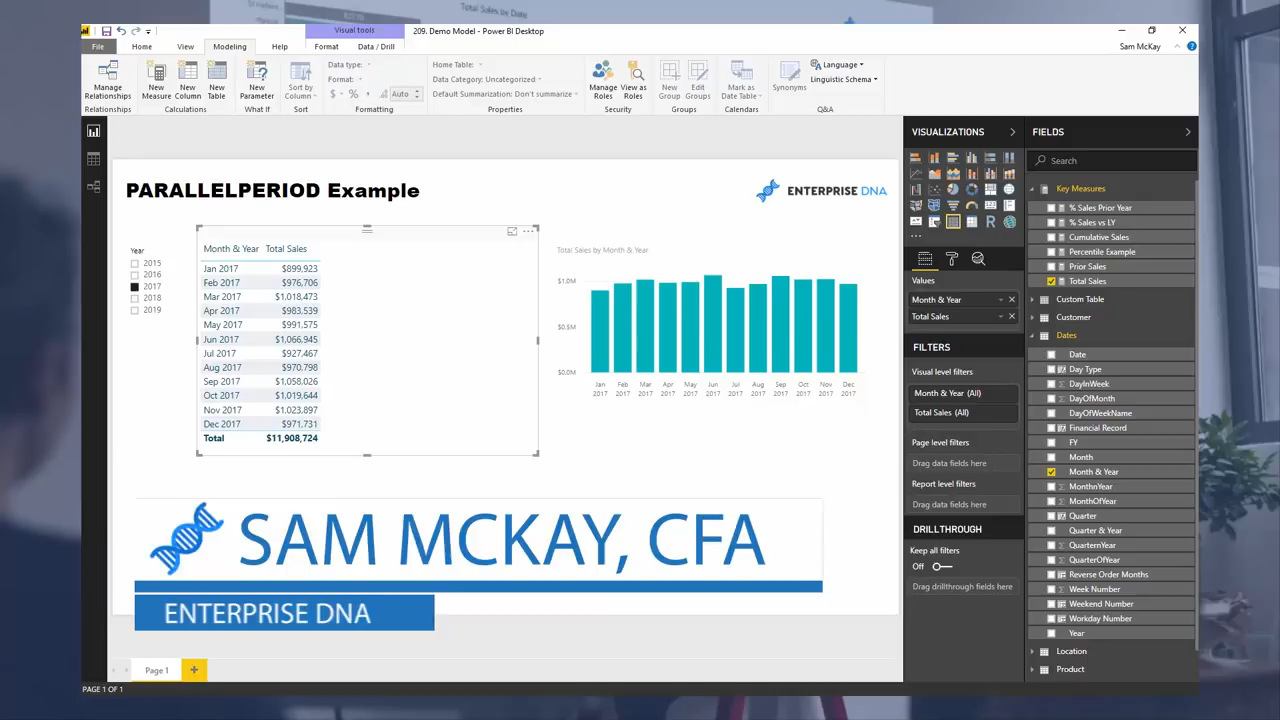 Total Sales by Date
Visual tools
209. Demo Model - Power BI Desktop
File
Home
View
Modeling
Help
Format
Data / Drill
Sam McKay
Manage Relationships
Relationships
New Measure
New Column
New Table
Calculations
New Parameter
What If
Sort by Column
Sort
Data type:
Format:
$ % , Auto
Formatting
Home Table:
Data Category: Uncategorized
Default Summarization: Don't summarize
Properties
Manage Roles
View as Roles
Security
New Group
Edit Groups
Groups
Mark as Date Table
Calendars
Synonyms
Language
Linguistic Schema
Q&A
PARALLELPERIOD Example
ENTERPRISE DNA
Year
2015
2016
2017
2018
2019
Month & Year Total Sales
Jan 2017 $899,923
Feb 2017 $976,706
Mar 2017 $1,018,473
Apr 2017 $983,539
May 2017 $991,575
Jun 2017 $1,066,945
Jul 2017 $927,467
Aug 2017 $970,798
Sep 2017 $1,058,026
Oct 2017 $1,019,644
Nov 2017 $1,023,897
Dec 2017 $971,731
Total $11,908,724
Total Sales by Month & Year
$1.0M
$0.5M
$0.0M
Jan Feb Mar Apr May Jun Jul Aug Sep Oct Nov Dec
2017 2017 2017 2017 2017 2017 2017 2017 2017 2017 2017 2017
SAM MCKAY, CFA
ENTERPRISE DNA
Page 1
PAGE 1 OF 1
VISUALIZATIONS
R
Values
Month & Year
Total Sales
FILTERS
Visual level filters
Month & Year (All)
Total Sales (All)
Page level filters
Drag data fields here
Report level filters
Drag data fields here
DRILLTHROUGH
Keep all filters
Off
Drag drillthrough fields here
FIELDS
Search
Key Measures
% Sales Prior Year
% Sales vs LY
Cumulative Sales
Percentile Example
Prior Sales
Total Sales
Custom Table
Customer
Dates
Date
Day Type
DayInWeek
DayOfMonth
DayOfWeekName
Financial Record
FY
Month
Month & Year
MonthnYear
MonthOfYear
Quarter
Quarter & Year
QuarternYear
QuarterOfYear
Reverse Order Months
Week Number
Weekend Number
Workday Number
Year
Location
Product